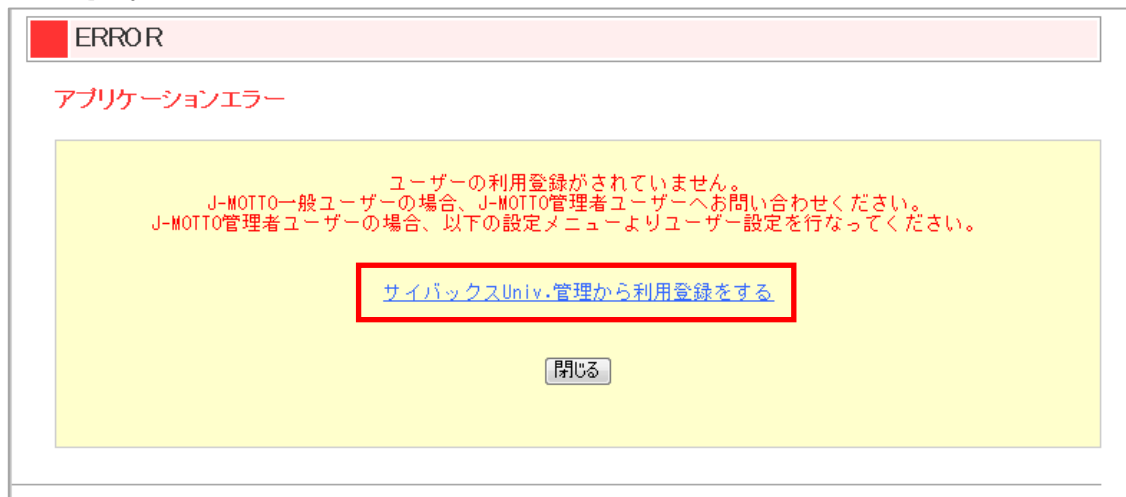 ERROR
アプリケーションエラー
ユーザーの利用登録がされていません。
J-MOTTO一般ユーザーの場合、J-MOTTO管理者ユーザーへお問い合わせください。
J-MOTTO管理者ユーザーの場合、以下の設定メニューよりユーザー設定を行なってください。
サイバックスUniv.管理から利用登録をする
閉じる